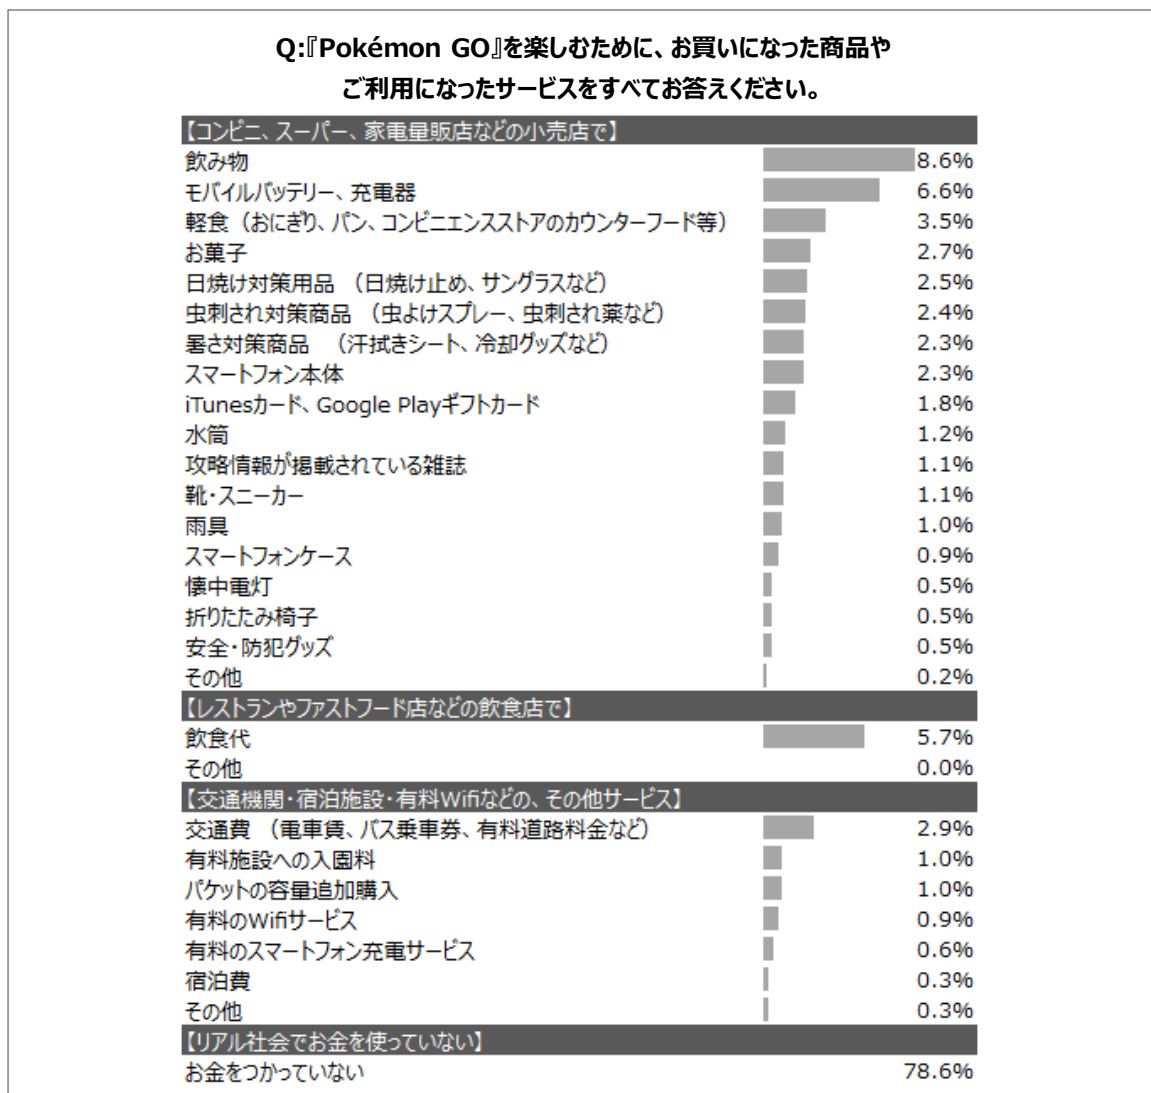 Q:『Pokémon GO』を楽しむために、お買いになった商品や
ご利用になったサービスをすべてお答えください。
【コンビニ、スーパー、家電量販店などの小売店で】
飲み物 8.6%
モバイルバッテリー、充電器 6.6%
軽食（おにぎり、パン、コンビニエンスストアのカウンターフード等） 3.5%
お菓子 2.7%
日焼け対策用品 （日焼け止め、サングラスなど） 2.5%
虫刺され対策商品 （虫よけスプレー、虫刺され薬など） 2.4%
暑さ対策商品 （汗拭きシート、冷却グッズなど） 2.3%
スマートフォン本体 2.3%
iTunesカード、Google Playギフトカード 1.8%
水筒 1.2%
攻略情報が掲載されている雑誌 1.1%
靴・スニーカー 1.1%
雨具 1.0%
スマートフォンケース 0.9%
懐中電灯 0.5%
折りたたみ椅子 0.5%
安全・防犯グッズ 0.5%
その他 0.2%
【レストランやファストフード店などの飲食店で】
飲食代 5.7%
その他 0.0%
【交通機関・宿泊施設・有料Wifiなどの、その他サービス】
交通費 （電車賃、バス乗車券、有料道路料金など） 2.9%
有料施設への入園料 1.0%
パケットの容量追加購入 1.0%
有料のWifiサービス 0.9%
有料のスマートフォン充電サービス 0.6%
宿泊費 0.3%
その他 0.3%
【リアル社会でお金を使っていない】
お金をつかっていない 78.6%